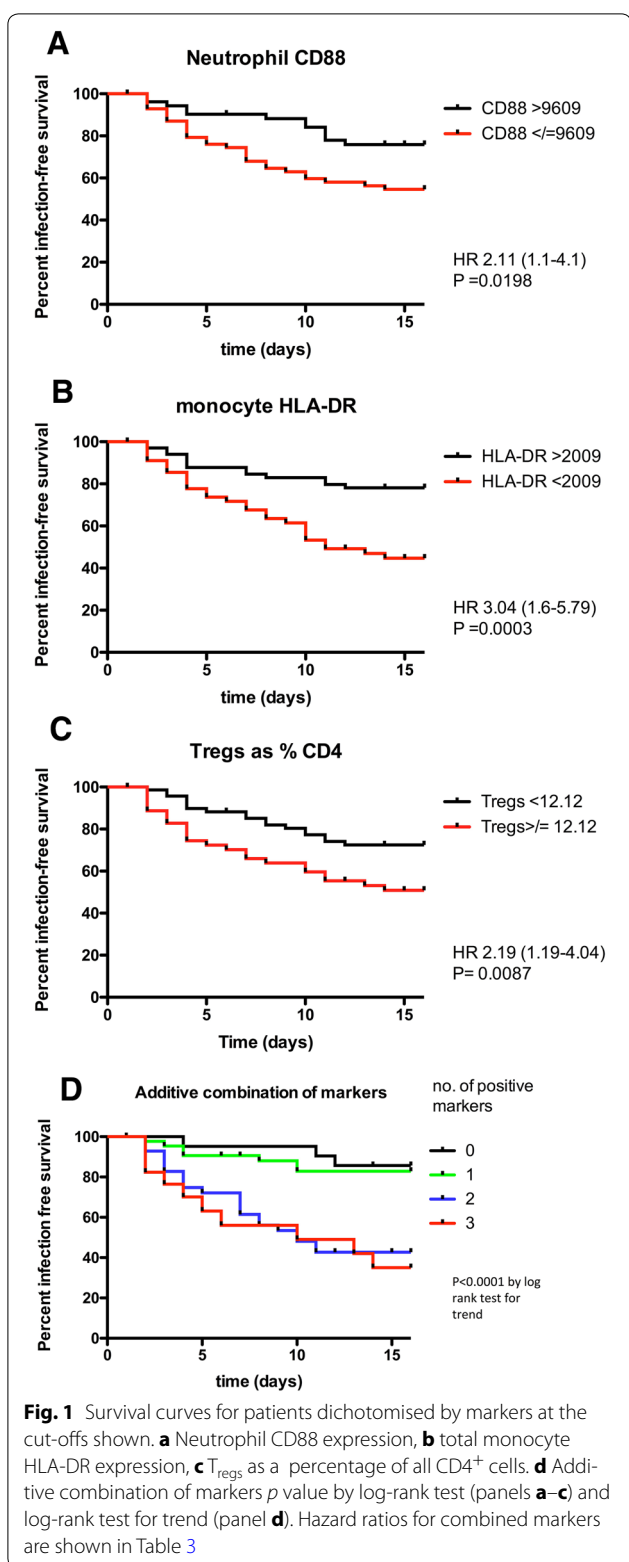 A
Neutrophil CD88
Percent infection-free survival
100
80
60
40
20
0
0 5 10 15
time (days)
CD88 >9609
CD88 </=9609
HR 2.11 (1.1-4.1)
P =0.0198
B
monocyte HLA-DR
Percent infection-free survival
100
80
60
40
20
0
0 5 10 15
time (days)
HLA-DR >2009
HLA-DR <2009
HR 3.04 (1.6-5.79)
P =0.0003
C
Tregs as % CD4
Percent infection-free survival
100
80
60
40
20
0
0 5 10 15
Time (days)
Tregs <12.12
Tregs>/= 12.12
HR 2.19 (1.19-4.04)
P= 0.0087
D
Additive combination of markers
Percent infection free survival
100
80
60
40
20
0
0 5 10 15
time (days)
no. of positive
markers
0
1
2
3
P<0.0001 by log
rank test for
trend
Fig. 1 Survival curves for patients dichotomised by markers at the
cut-offs shown. a Neutrophil CD88 expression, b total monocyte
HLA-DR expression, c Tregs as a percentage of all CD4+ cells. d Addi-
tive combination of markers p value by log-rank test (panels a–c) and
log-rank test for trend (panel d). Hazard ratios for combined markers
are shown in Table 3